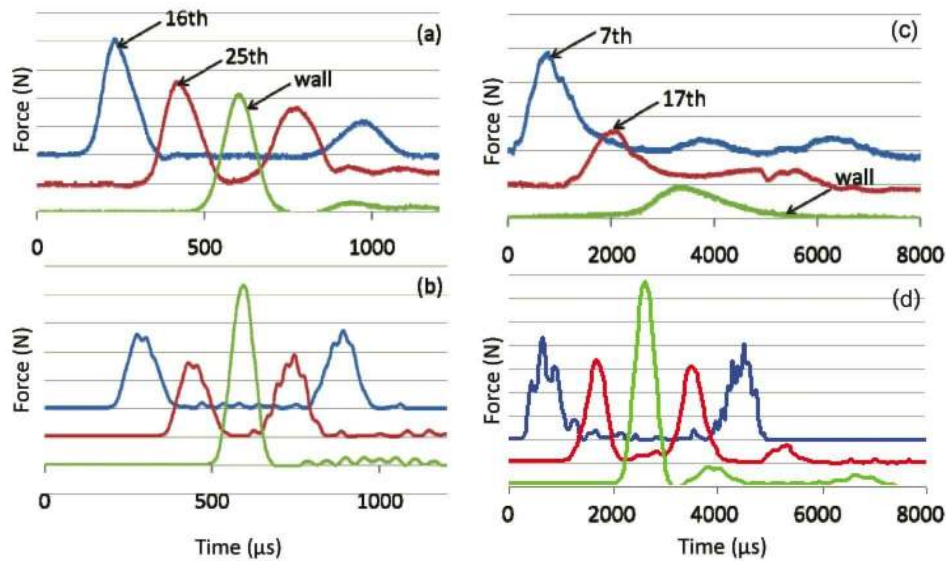 (a)
16th
25th
wall
Force (N)
0 500 1000
(b)
Force (N)
0 500 1000
Time (µs)
(c)
7th
17th
wall
Force (N)
0 2000 4000 6000 8000
(d)
Force (N)
0 2000 4000 6000 8000
Time (µs)